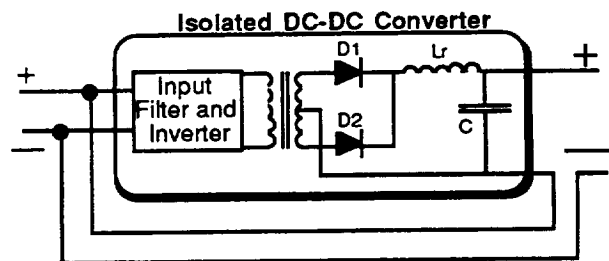 Isolated DC-DC Converter
D1
Lr
+
+
Input
Filter and
Inverter
D2
C